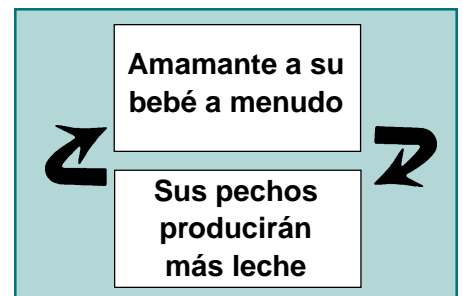 Amamante a su
bebé a menudo
Sus pechos
producirán
más leche